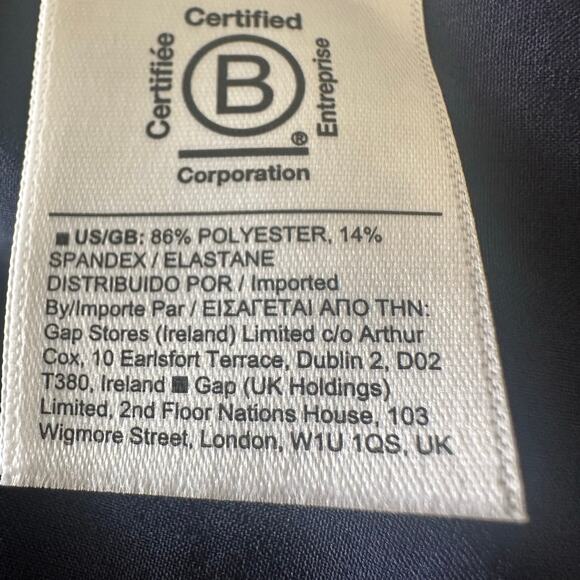 Certified
Certifiée
B
Entreprise
®
Corporation
■ US/GB: 86% POLYESTER, 14%
SPANDEX / ELASTANE
DISTRIBUIDO POR / Imported
By/Importe Par / ΕΙΣΑΓΕΤΑΙ ΑΠΟ ΤΗΝ:
Gap Stores (Ireland) Limited c/o Arthur
Cox, 10 Earlsfort Terrace, Dublin 2, D02
T380, Ireland ■ Gap (UK Holdings)
Limited, 2nd Floor Nations House, 103
Wigmore Street, London, W1U 1QS, UK